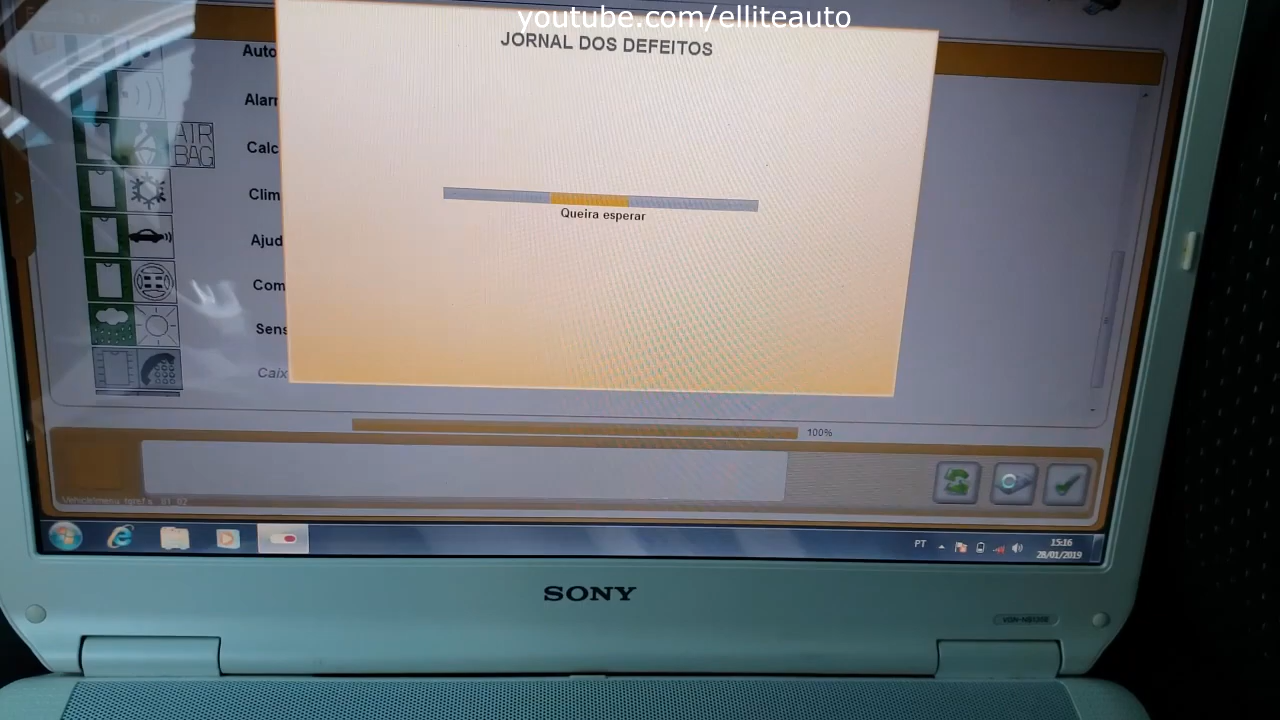 youtube.com/elliteauto
JORNAL DOS DEFEITOS
Auto
Alarr
AIR
BAG
Calc
Clim
Ajud
Com
Sens
Caix
Queira esperar
100%
PT
15:16
28/01/2019
SONY